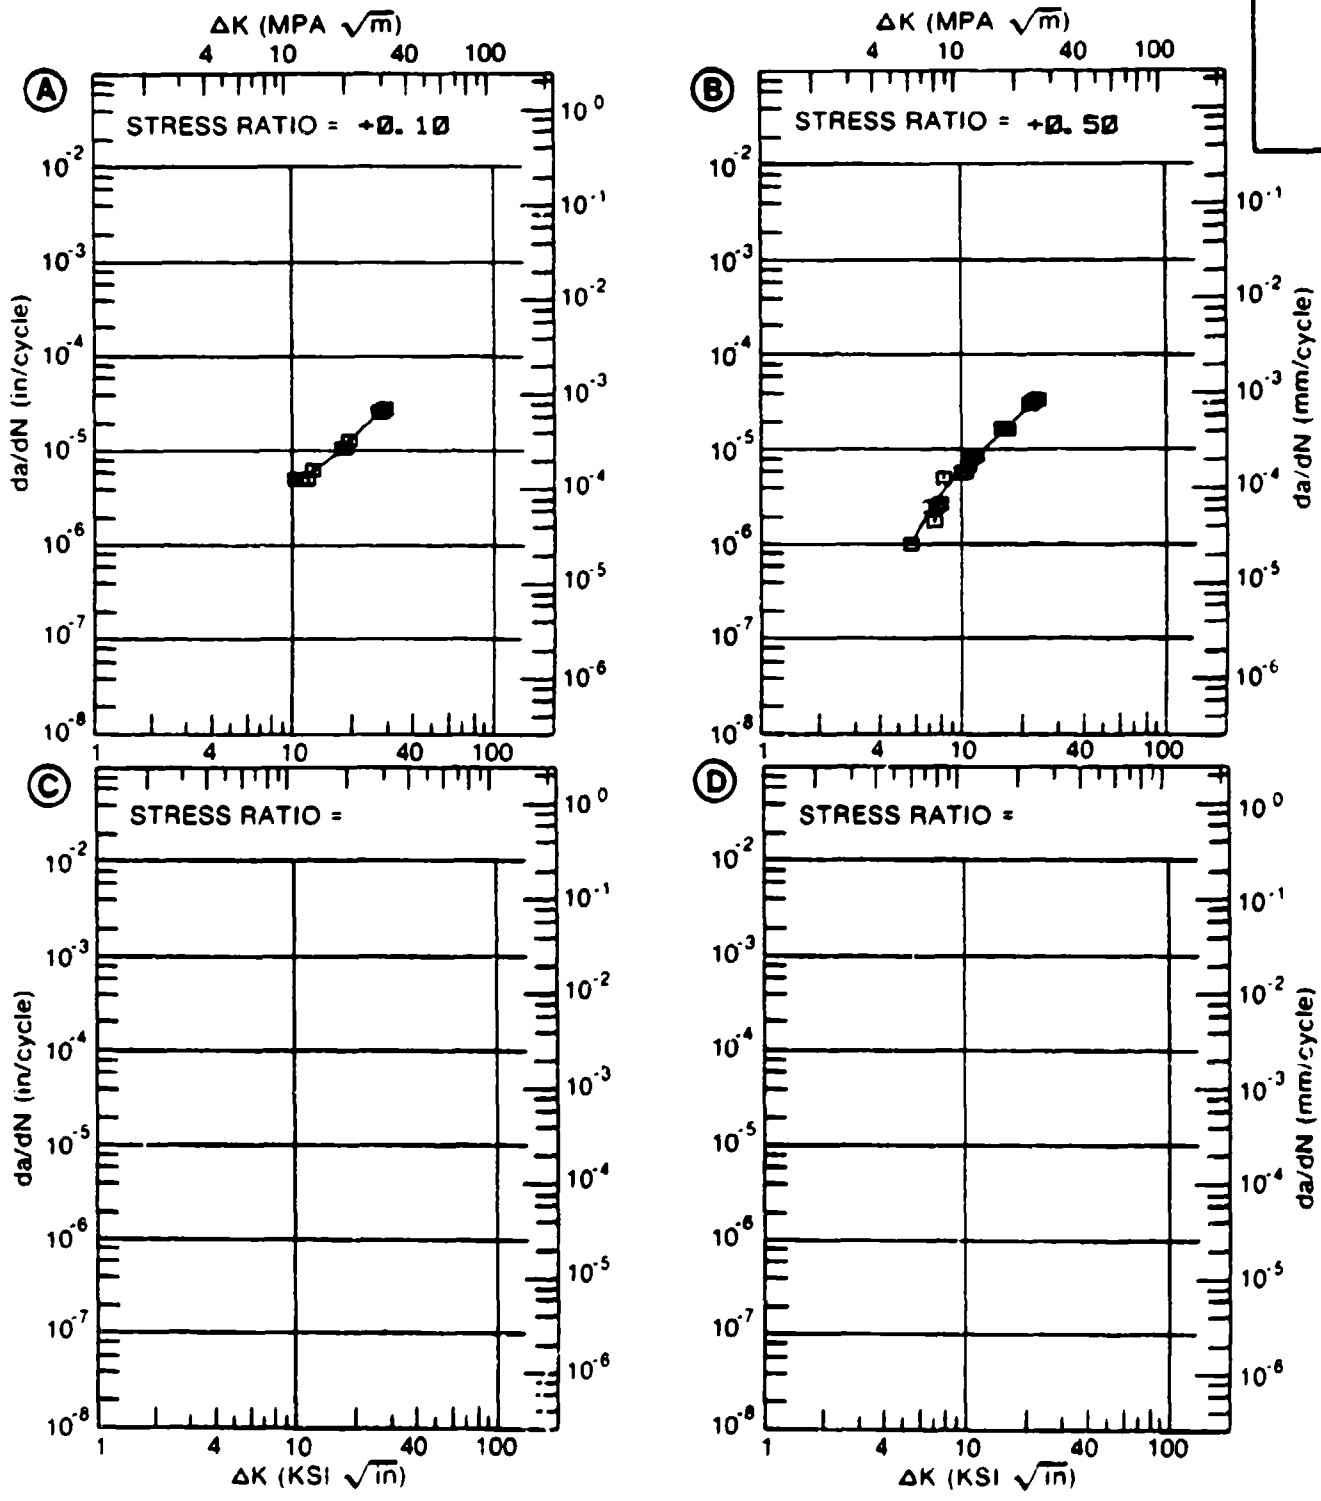 ΔK (MPA √m) ΔK (MPA √m)
4 10 40 100 4 10 40 100
A B
STRESS RATIO = +0.10 STRESS RATIO = +0.50
10⁰
10⁻² 10⁻²
10⁻¹ 10⁻¹
10⁻³ 10⁻³
10⁻² 10⁻²
10⁻⁴ 10⁻⁴
10⁻³ 10⁻³
10⁻⁵ 10⁻⁵
10⁻⁴ 10⁻⁴
10⁻⁶ 10⁻⁶
10⁻⁵ 10⁻⁵
10⁻⁷ 10⁻⁷
10⁻⁶ 10⁻⁶
10⁻⁸ 10⁻⁸
da/dN (in/cycle) da/dN (mm/cycle)
1 4 10 40 100 1 4 10 40 100
C D
STRESS RATIO = STRESS RATIO =
10⁰ 10⁰
10⁻² 10⁻²
10⁻¹ 10⁻¹
10⁻³ 10⁻³
10⁻² 10⁻²
10⁻⁴ 10⁻⁴
10⁻³ 10⁻³
10⁻⁵ 10⁻⁵
10⁻⁴ 10⁻⁴
10⁻⁶ 10⁻⁶
10⁻⁵ 10⁻⁵
10⁻⁷ 10⁻⁷
10⁻⁶ 10⁻⁶
10⁻⁸ 10⁻⁸
da/dN (in/cycle) da/dN (mm/cycle)
1 4 10 40 100 1 4 10 40 100
ΔK (KSI √in) ΔK (KSI √in)